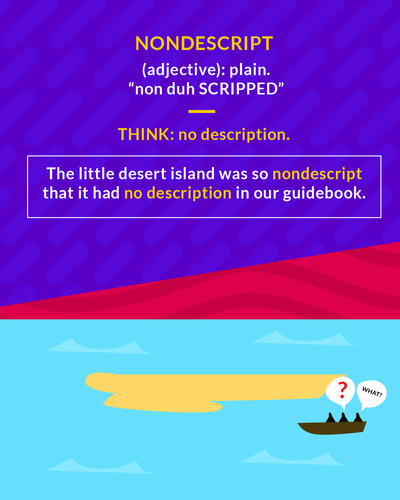 NONDESCRIPT
(adjective): plain.
“non duh SCRIPPED”
THINK: no description.
The little desert island was so nondescript
that it had no description in our guidebook.
?
WHAT?